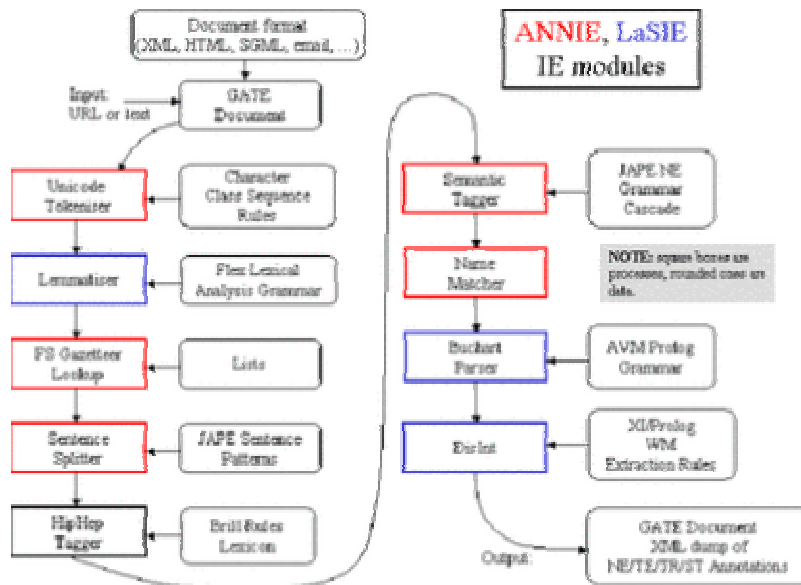 Document format
(XML, HTML, SGML, email, ...)
ANNIE, LaSIE
IE modules
Input:
URL or text
GATE
Document
Unicode
Tokeniser
Character
Class Sequence
Rules
Lemmatiser
Flex Lexical
Analysis Grammar
FS Gazetteer
Lookup
Lists
Sentence
Splitter
JAPE Sentence
Patterns
HipHep
Tagger
Brill Rules
Lexicon
Semantic
Tagger
JAPE NE
Grammar
Cascade
Name
Matcher
NOTE: square boxes are
processes, rounded ones are
data.
Buchart
Parser
AVM Prolog
Grammar
DisInt
XI/Prolog
WM
Extraction Rules
Output:
GATE Document
XML dump of
NE/TE/TR/ST Annotations